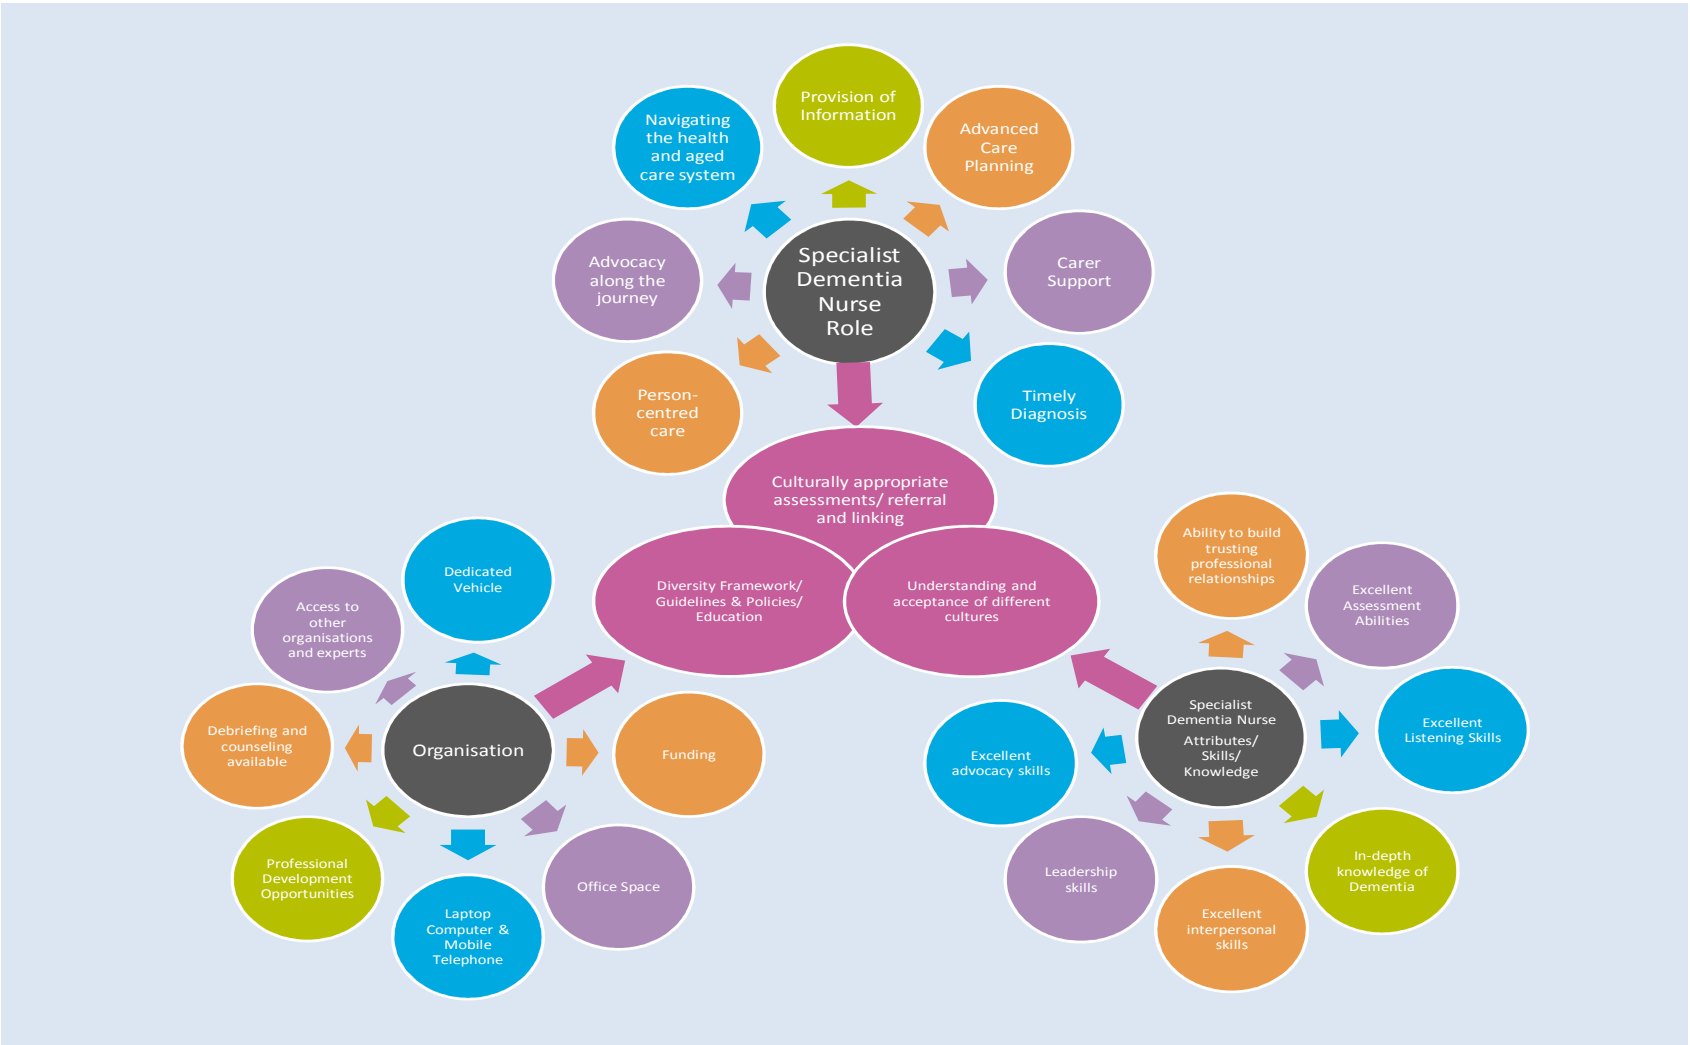 Provision of
Information
Navigating
the health
and aged
care system
Advanced
Care
Planning
Advocacy
along the
journey
Specialist
Dementia
Nurse
Role
Carer
Support
Person-
centred
care
Timely
Diagnosis
Culturally appropriate
assessments/ referral
and linking
Diversity Framework/
Guidelines & Policies/
Education
Understanding and
acceptance of different
cultures
Dedicated
Vehicle
Access to
other
organisations
and experts
Debriefing and
counseling
available
Organisation
Funding
Professional
Development
Opportunities
Laptop
Computer &
Mobile
Telephone
Office Space
Ability to build
trusting
professional
relationships
Excellent
Assessment
Abilities
Specialist
Dementia Nurse
Attributes/
Skills/
Knowledge
Excellent
Listening Skills
Excellent
advocacy skills
Leadership
skills
Excellent
interpersonal
skills
In-depth
knowledge of
Dementia